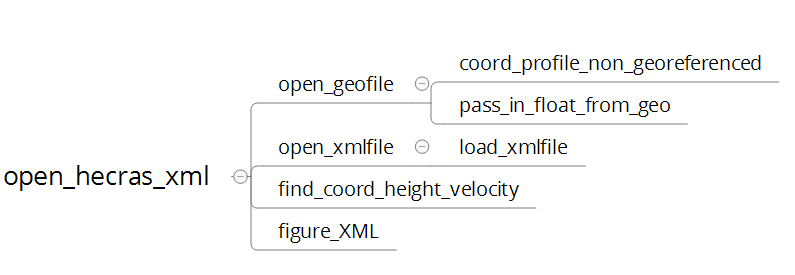 coord_profile_non_georeferenced
open_geofile
pass_in_float_from_geo
open_xmlfile load_xmlfile
open_hecras_xml
find_coord_height_velocity
figure_XML